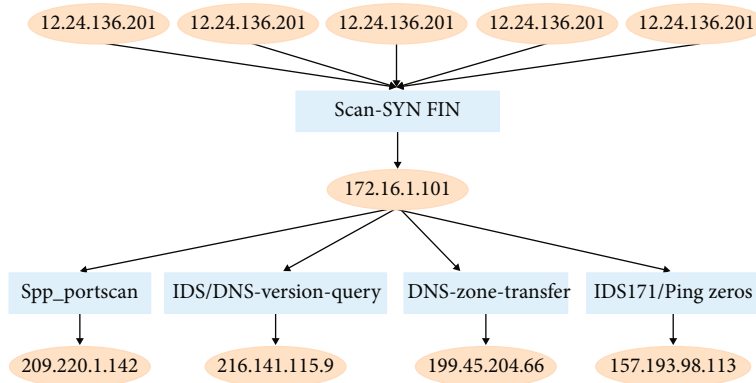 12.24.136.201
12.24.136.201
12.24.136.201
12.24.136.201
12.24.136.201
Scan-SYN FIN
172.16.1.101
Spp_portscan
IDS/DNS-version-query
DNS-zone-transfer
IDS171/Ping zeros
209.220.1.142
216.141.115.9
199.45.204.66
157.193.98.113